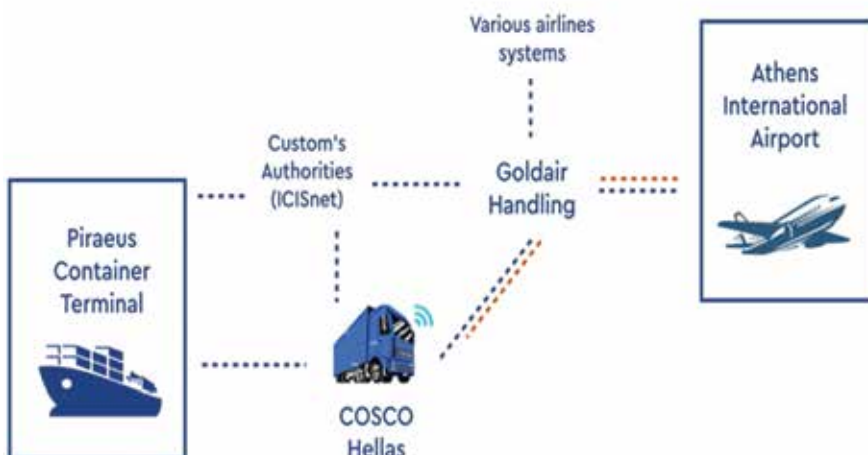 Various airlines
systems
Athens
International
Airport
Custom's
Authorities
(ICISnet)
Goldair
Handling
Piraeus
Container
Terminal
COSCO
Hellas